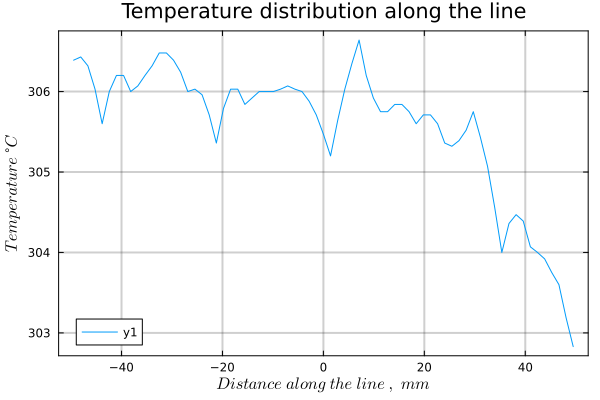 Temperature distribution along the line
Temperature °C
306
305
304
303
y1
−40
−20
0
20
40
Distance along the line , mm